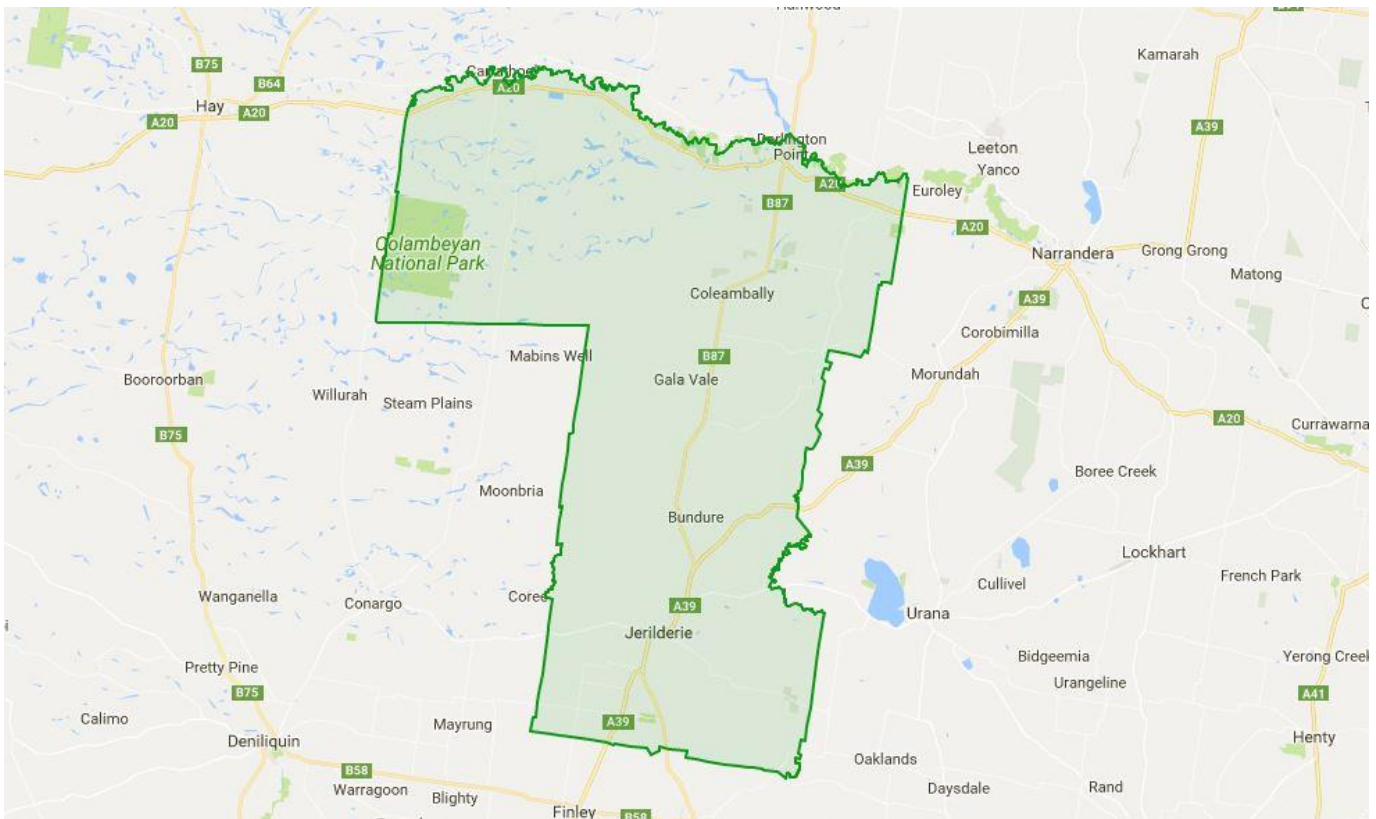 Kamarah
B75
B64
Hay
A20
A20
A20
A39
Darlington
Point
Leeton
Yanco
A20
Euroley
B87
A20
Oolambeyan
National Park
Narrandera
Grong Grong
Matong
Coleambally
A39
Corobimilla
Mabins Well
B87
Booroorban
Gala Vale
Morundah
Willurah
Steam Plains
A20
Currawarna
B75
A39
Boree Creek
Moonbria
Bundure
Lockhart
French Park
Cullivel
Wanganella
Conargo
A39
Urana
Jerilderie
Bidgeemia
Yerong Creek
Pretty Pine
Urangeline
B75
A41
Calimo
Mayrung
A39
Deniliquin
Henty
Oaklands
B58
Warragoon
Blighty
Daysdale
Rand
Finley
B58